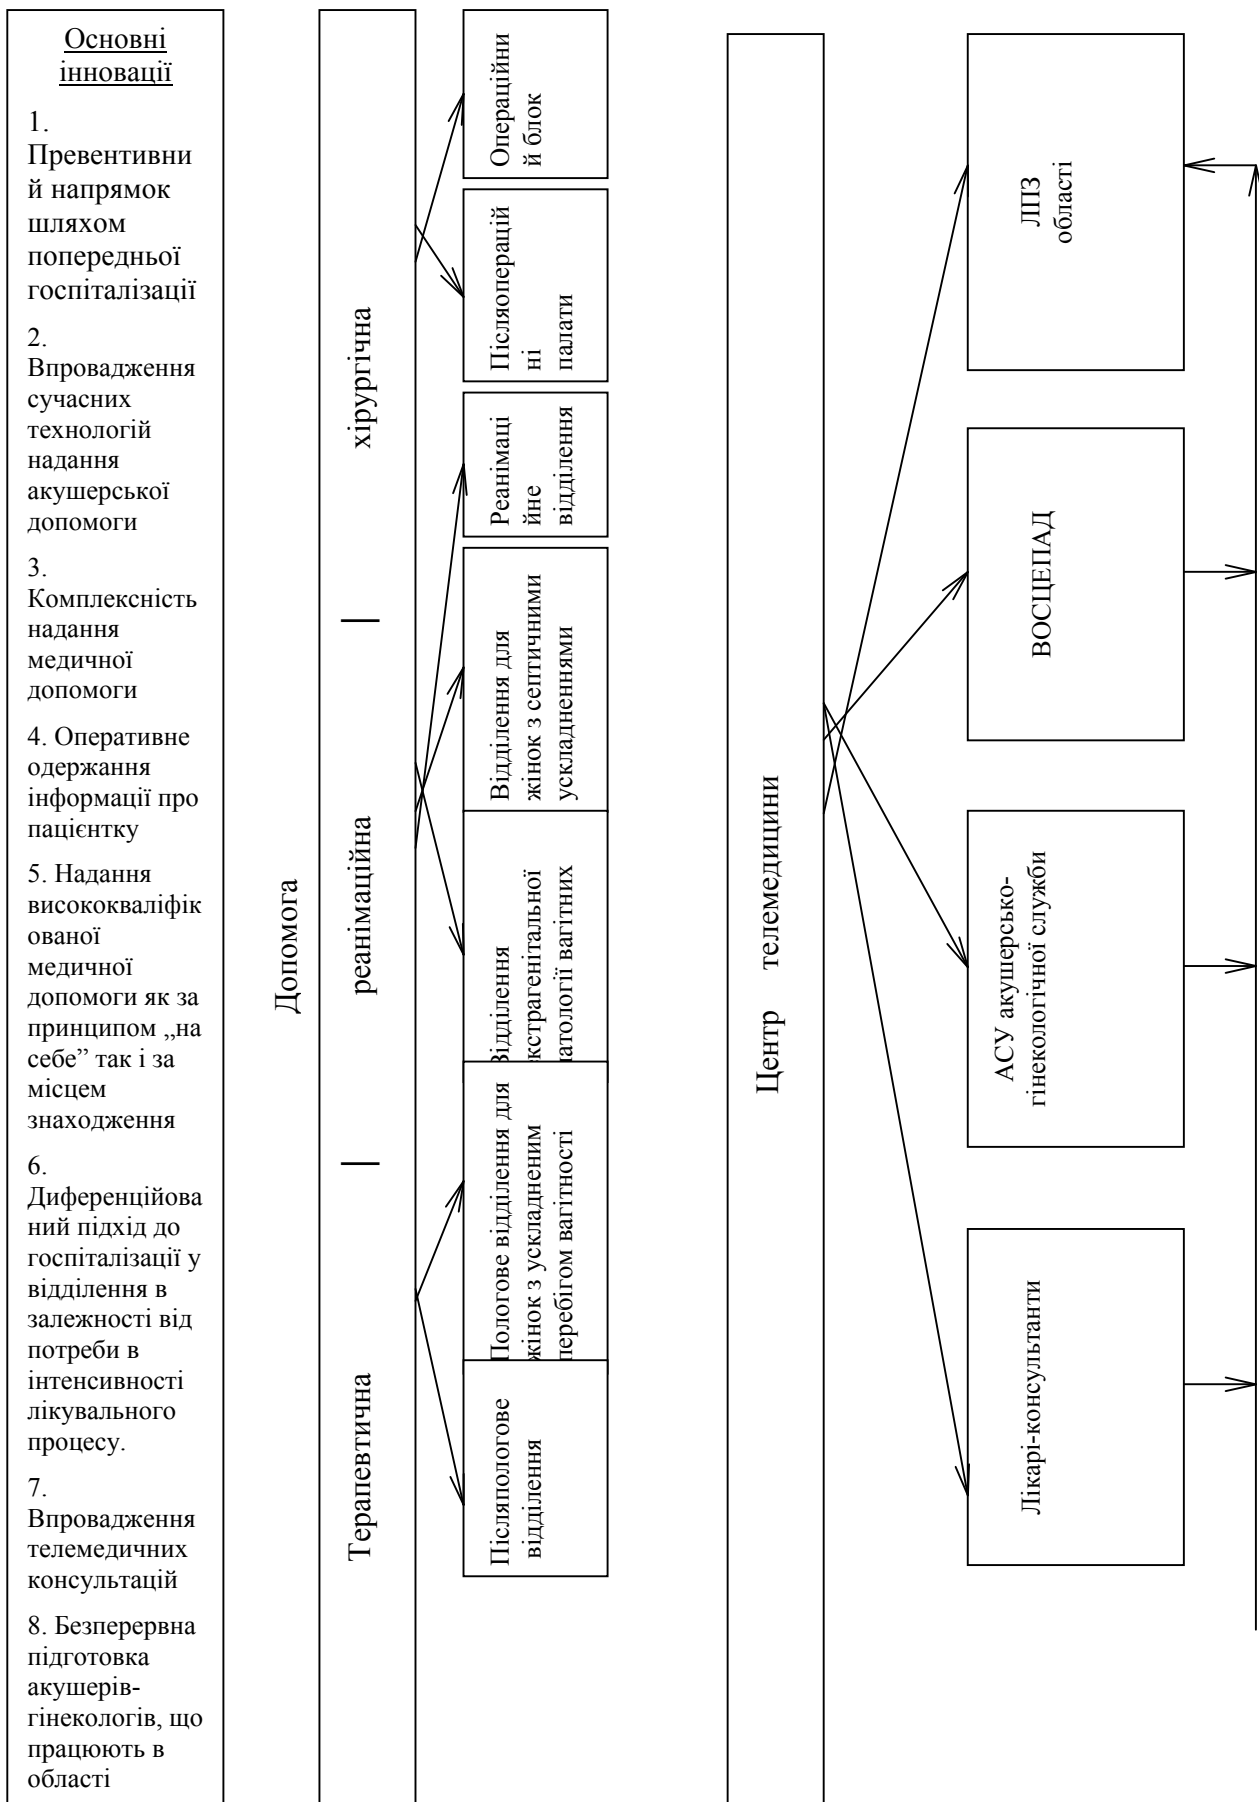 Основні
інновації
1.
Превентивни
й напрямок
шляхом
попередньої
госпіталізації
2.
Впровадження
сучасних
технологій
надання
акушерської
допомоги
3.
Комплексність
надання
медичної
допомоги
4. Оперативне
одержання
інформації про
пацієнтку
5. Надання
висококваліфік
ованої
медичної
допомоги як за
принципом „на
себе” так і за
місцем
знаходження
6.
Диференційова
ний підхід до
госпіталізації у
відділення в
залежності від
потреби в
інтенсивності
лікувального
процесу.
7.
Впровадження
телемедичних
консультацій
8. Безперервна
підготовка
акушерів-
гінекологів, що
працюють в
області
Допомога
Терапевтична | реанімаційна | хірургічна
Післяпологове
відділення
Пологове відділення для
жінок з ускладненим
перебігом вагітності
Відділення
екстрагенітальної
патології вагітних
Відділення для
жінок з септичними
ускладненнями
Реанімаці
йне
відділення
Післяоперацій
ні
палати
Операційни
й блок
Центр телемедицини
Лікарі-консультанти
АСУ акушерсько-
гінекологічної служби
ВОСЦЕПАД
ЛПЗ
області